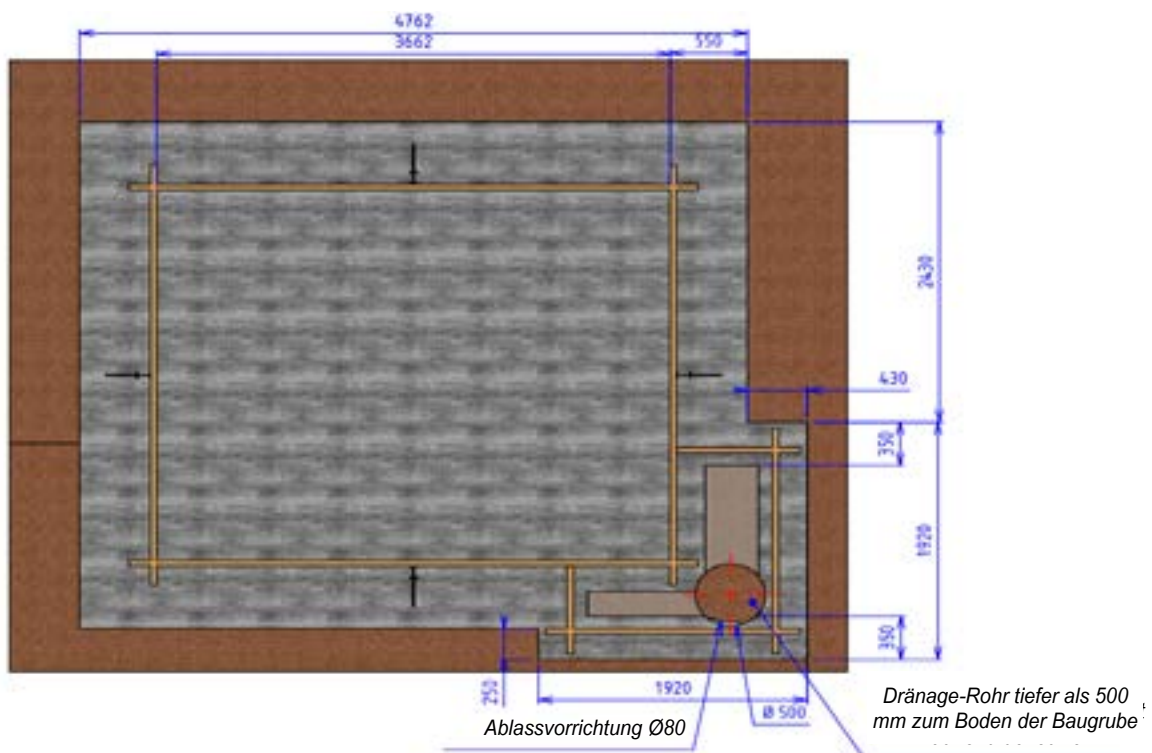 4762
3662
550
2430
430
350
1920
350
250
1920
Ø 500
Ablassvorrichtung Ø80
Dränage-Rohr tiefer als 500
mm zum Boden der Baugrube